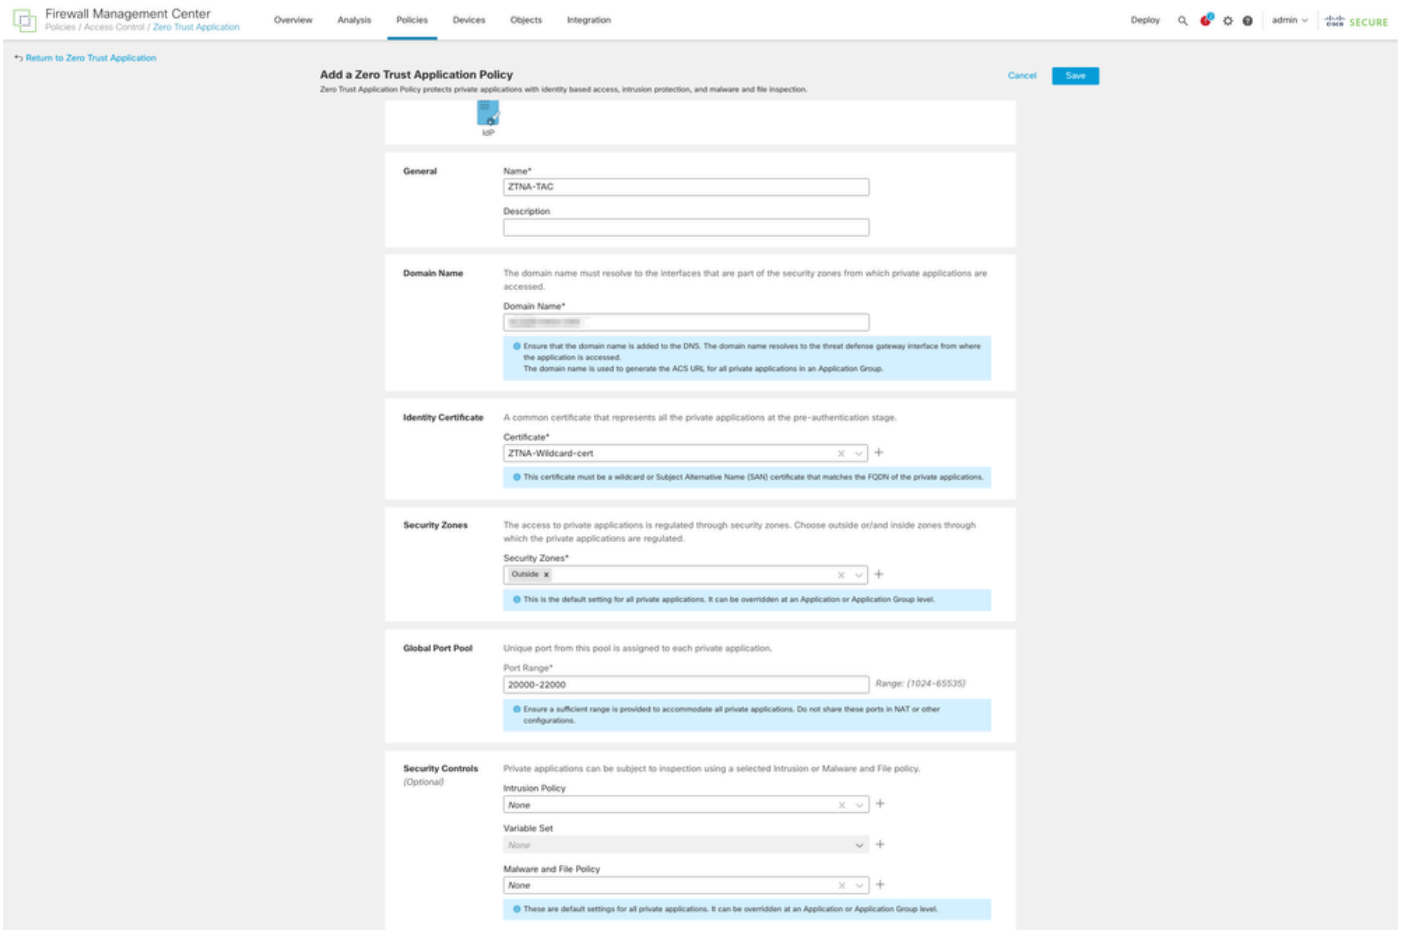 Firewall Management Center
Policies / Access Control / Zero Trust Application
Overview
Analysis
Policies
Devices
Objects
Integration
Deploy
admin
cisco SECURE
Return to Zero Trust Application
Add a Zero Trust Application Policy
Zero Trust Application Policy protects private applications with identity based access, intrusion protection, and malware and file inspection.
Cancel
Save
IdP
General
Name*
ZTNA-TAC
Description
Domain Name
The domain name must resolve to the interfaces that are part of the security zones from which private applications are
accessed.
Domain Name*
Ensure that the domain name is added to the DNS. The domain name resolves to the threat defense gateway interface from where
the application is accessed.
The domain name is used to generate the ACS URL for all private applications in an Application Group.
Identity Certificate
A common certificate that represents all the private applications at the pre-authentication stage.
Certificate*
ZTNA-Wildcard-cert
This certificate must be a wildcard or Subject Alternative Name (SAN) certificate that matches the FQDN of the private applications.
Security Zones
The access to private applications is regulated through security zones. Choose outside or/and inside zones through
which the private applications are regulated.
Security Zones*
Outside x
This is the default setting for all private applications. It can be overridden at an Application or Application Group level.
Global Port Pool
Unique port from this pool is assigned to each private application.
Port Range*
20000-22000
Range: (1024-65535)
Ensure a sufficient range is provided to accommodate all private applications. Do not share these ports in NAT or other
configurations.
Security Controls
(Optional)
Private applications can be subject to inspection using a selected Intrusion or Malware and File policy.
Intrusion Policy
None
Variable Set
None
Malware and File Policy
None
These are default settings for all private applications. It can be overridden at an Application or Application Group level.